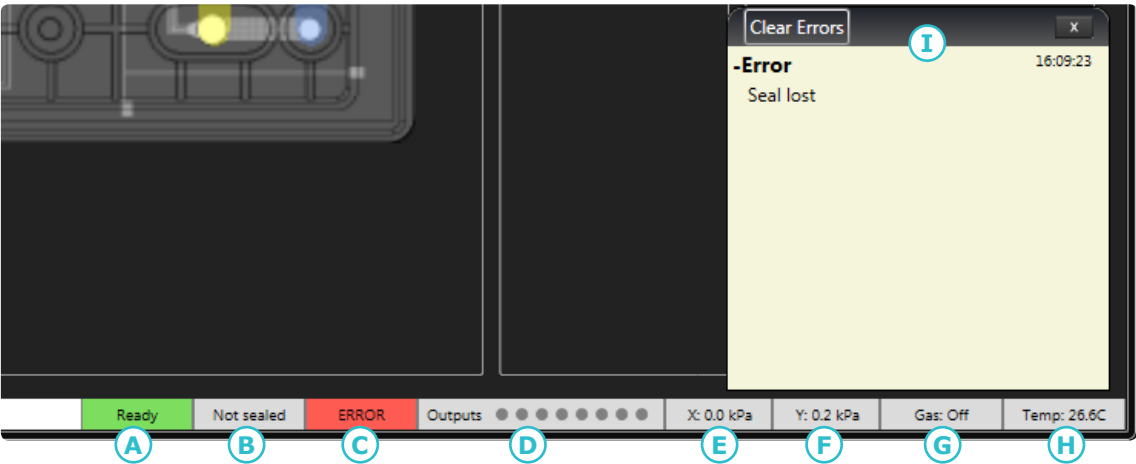 Clear Errors
x
I
-Error
16:09:23
Seal lost
Ready
Not sealed
ERROR
Outputs
X: 0.0 kPa
Y: 0.2 kPa
Gas: Off
Temp: 26.6C
A
B
C
D
E
F
G
H